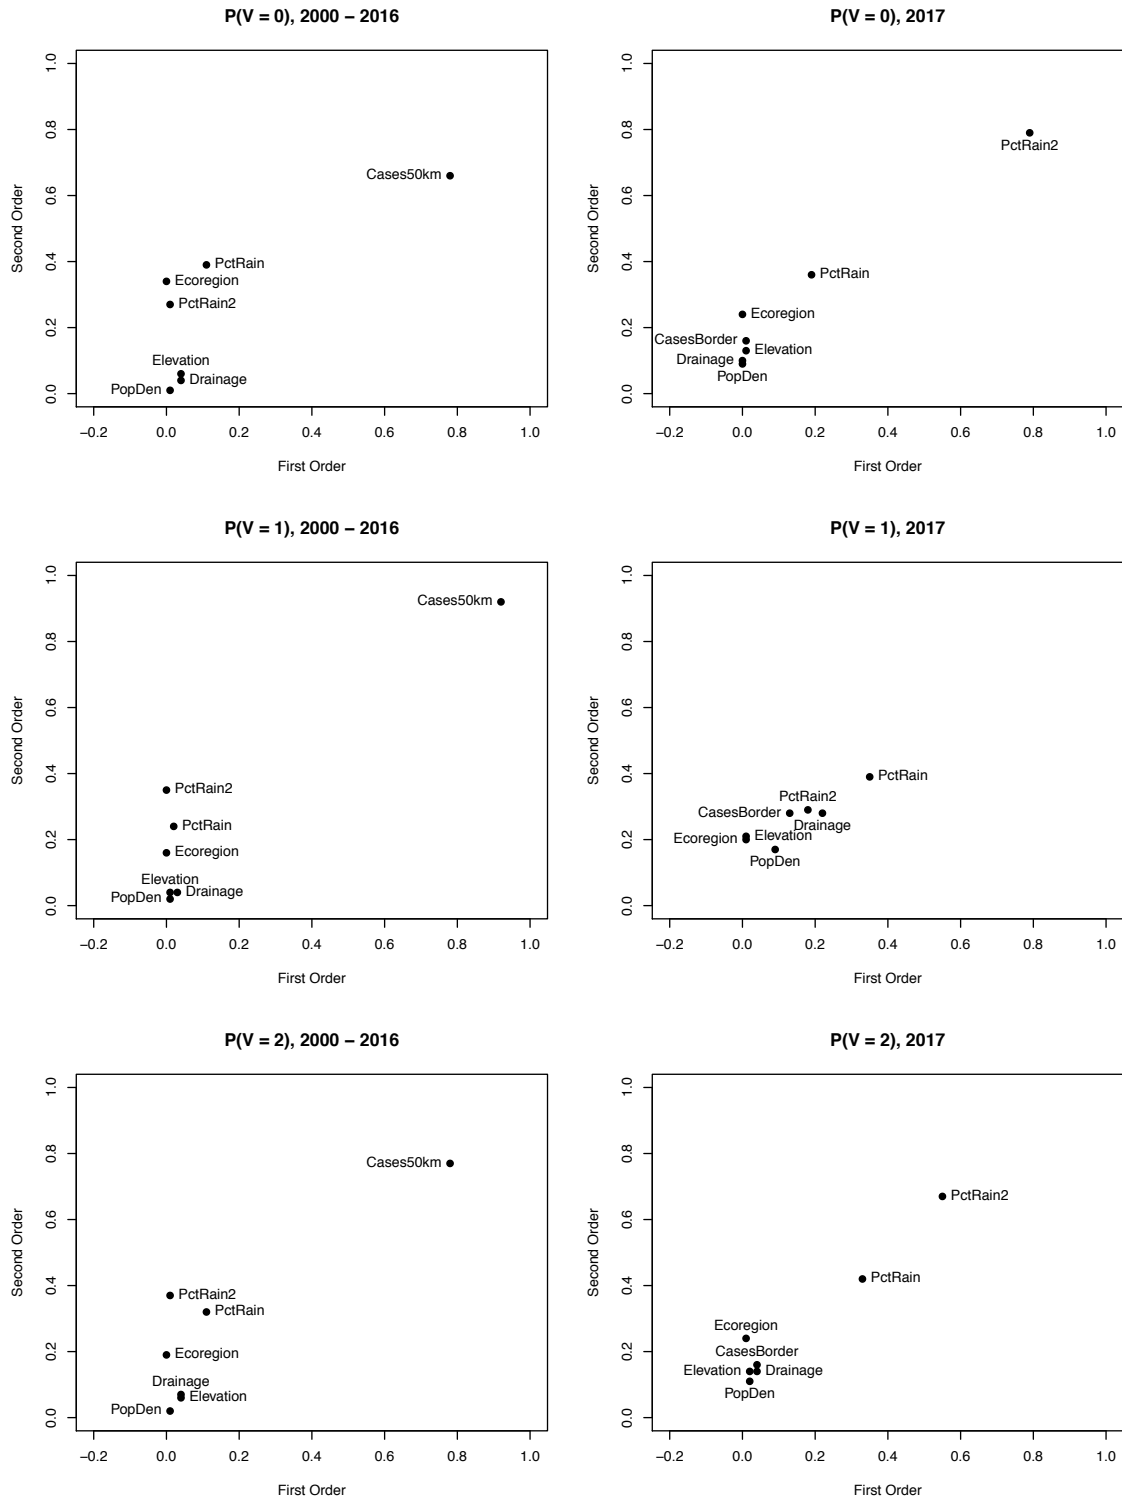 P(V = 0), 2000 − 2016
Second Order
1.0
0.8
0.6
0.4
0.2
0.0
Cases50km
PctRain
Ecoregion
PctRain2
Elevation
Drainage
PopDen
−0.2 0.0 0.2 0.4 0.6 0.8 1.0
First Order
P(V = 0), 2017
Second Order
1.0
0.8
0.6
0.4
0.2
0.0
PctRain2
PctRain
Ecoregion
CasesBorder
Elevation
Drainage
PopDen
−0.2 0.0 0.2 0.4 0.6 0.8 1.0
First Order
P(V = 1), 2000 − 2016
Second Order
1.0
0.8
0.6
0.4
0.2
0.0
Cases50km
PctRain2
PctRain
Ecoregion
Elevation
Drainage
PopDen
−0.2 0.0 0.2 0.4 0.6 0.8 1.0
First Order
P(V = 1), 2017
Second Order
1.0
0.8
0.6
0.4
0.2
0.0
PctRain
PctRain2
CasesBorder
Drainage
Elevation
Ecoregion
PopDen
−0.2 0.0 0.2 0.4 0.6 0.8 1.0
First Order
P(V = 2), 2000 − 2016
Second Order
1.0
0.8
0.6
0.4
0.2
0.0
Cases50km
PctRain2
PctRain
Ecoregion
Drainage
Elevation
PopDen
−0.2 0.0 0.2 0.4 0.6 0.8 1.0
First Order
P(V = 2), 2017
Second Order
1.0
0.8
0.6
0.4
0.2
0.0
PctRain2
PctRain
Ecoregion
CasesBorder
Elevation
Drainage
PopDen
−0.2 0.0 0.2 0.4 0.6 0.8 1.0
First Order